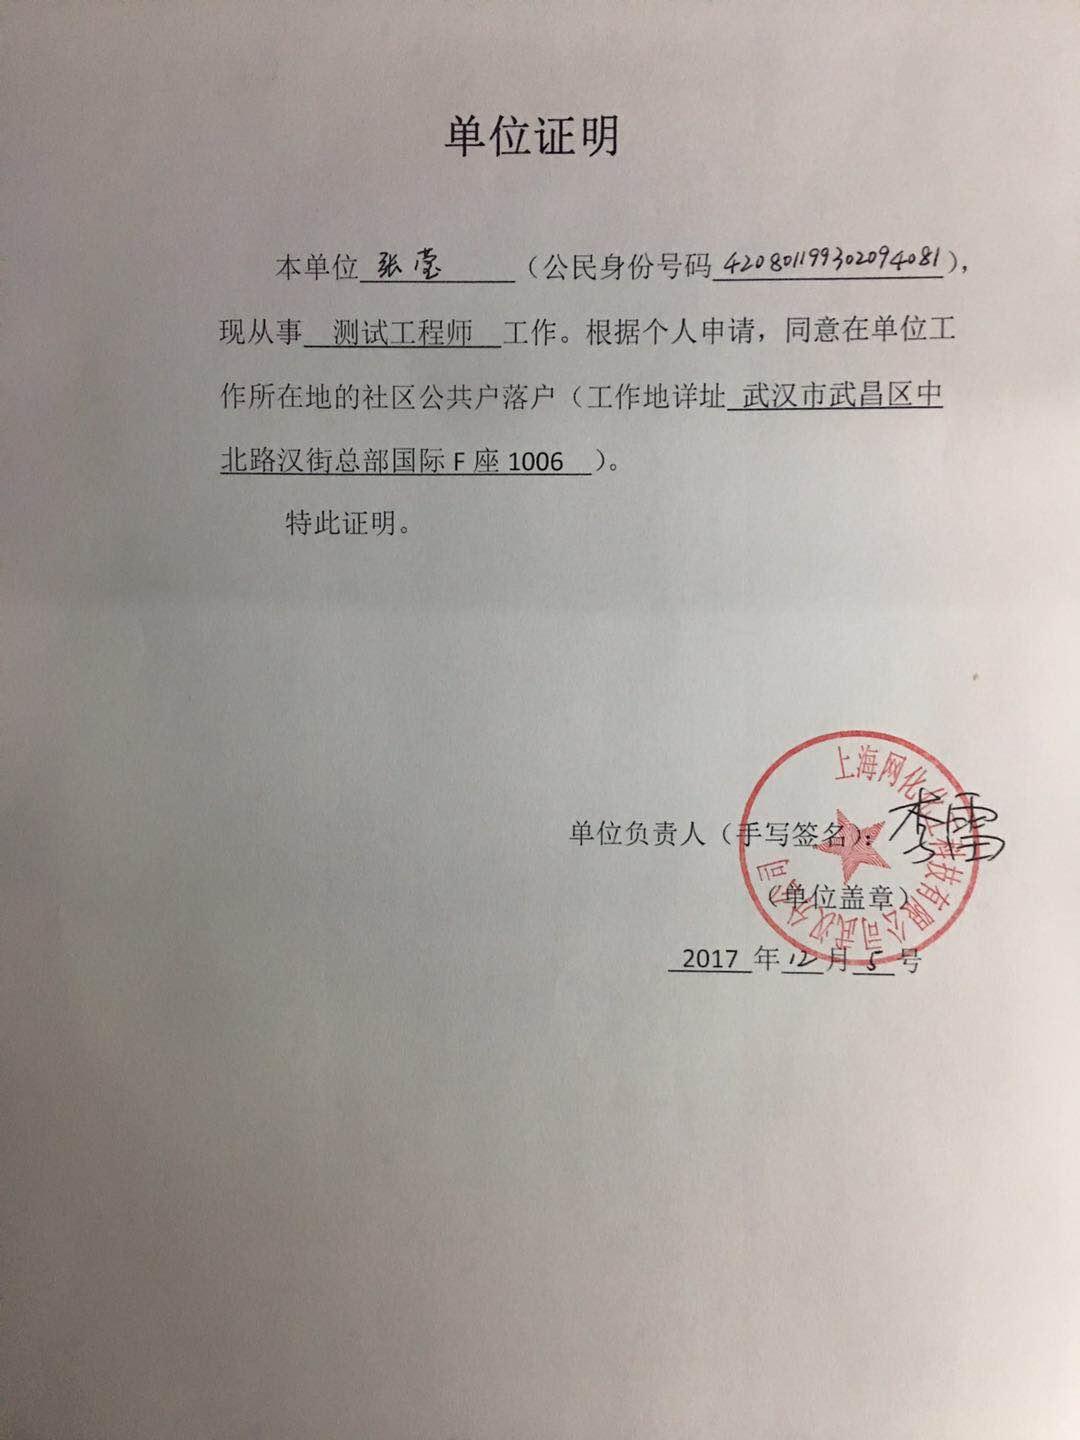 单位证明
本单位 张莹 （公民身份号码 420801199302094081），
现从事 测试工程师 工作。根据个人申请，同意在单位工
作所在地的社区公共户落户（工作地详址 武汉市武昌区中
北路汉街总部国际 F 座 1006 ）。
特此证明。
单位负责人（手写签名）：
（单位盖章）
2017 年 12 月 5 号
上海网化 科技有限公司武汉分公司